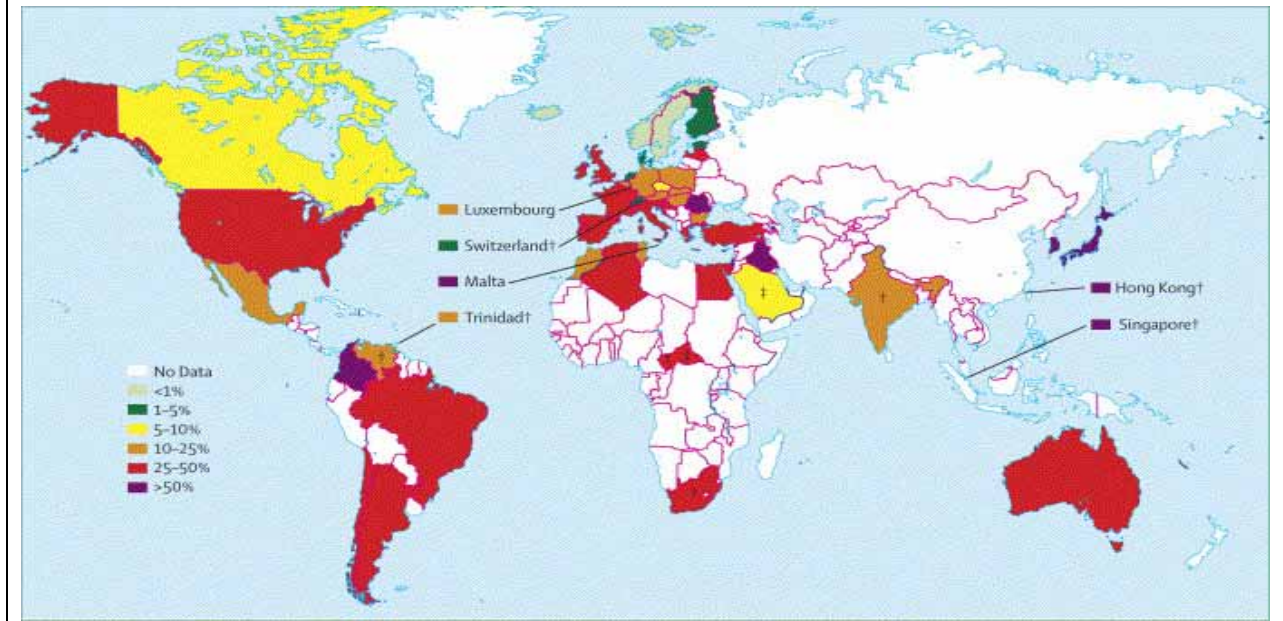 Luxembourg
Switzerland†
Malta
Trinidad†
Hong Kong†
Singapore†
No Data
<1%
1–5%
5–10%
10–25%
25–50%
>50%
†
‡
†
†